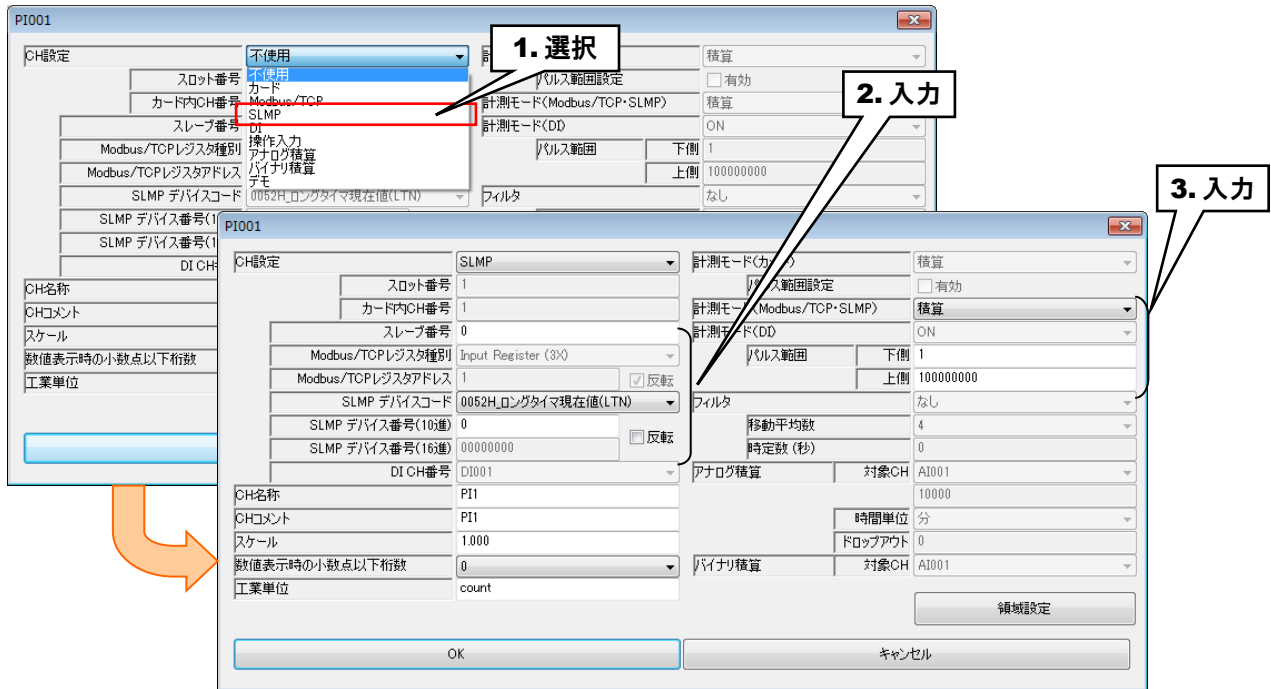 PI001
CH設定
不使用
スロット番号
不使用
カード
カード内CH番号
Modbus/TCP
スレーブ番号
SLMP
DI
操作入力
Modbus/TCPレジスタ種別
アナログ積算
Modbus/TCPレジスタアドレス
バイナリ積算
デモ
SLMP デバイスコード
0052H_ロングタイマ現在値(LTN)
SLMP デバイス番号(1
SLMP デバイス番号(1
DI CH
CH名称
CHコメント
スケール
数値表示時の小数点以下桁数
工業単位
積算
パルス範囲設定
有効
計測モード(Modbus/TCP・SLMP)
積算
計測モード(DI)
ON
パルス範囲
下側
1
上側
100000000
フィルタ
なし
1. 選択
2. 入力
3. 入力
PI001
CH設定
SLMP
スロット番号
1
カード内CH番号
1
スレーブ番号
0
Modbus/TCPレジスタ種別
Input Register (3X)
Modbus/TCPレジスタアドレス
1
反転
SLMP デバイスコード
0052H_ロングタイマ現在値(LTN)
SLMP デバイス番号(10進)
0
反転
SLMP デバイス番号(16進)
00000000
DI CH番号
DI001
CH名称
PI1
CHコメント
PI1
スケール
1.000
数値表示時の小数点以下桁数
0
工業単位
count
計測モード(カ
積算
パルス範囲設定
有効
計測モード(Modbus/TCP・SLMP)
積算
計測モード(DI)
ON
パルス範囲
下側
1
上側
100000000
フィルタ
なし
移動平均数
4
時定数 (秒)
0
アナログ積算
対象CH
AI001
10000
時間単位
分
ドロップアウト
0
バイナリ積算
対象CH
AI001
領域設定
OK
キャンセル